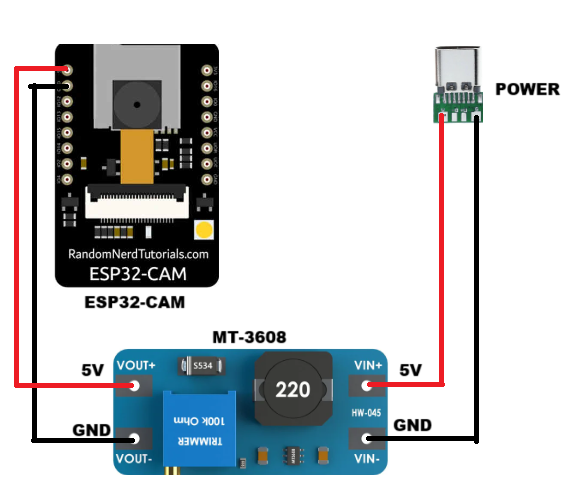 POWER
RandomNerdTutorials.com
ESP32-CAM
ESP32-CAM
MT-3608
VOUT+
5V
S534
220
VIN+
5V
HW-045
TRIMMER
100k Ohm
GND
GND
VOUT-
VIN-